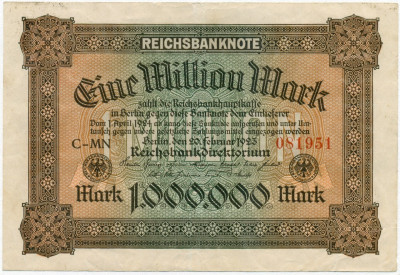 REICHSBANKNOTE
Eine Million Mark
zahlt die Reichsbankhauptkasse
in Berlin gegen diese Banknote dem Einlieferer.
Vom 1. April 1924 ab kann diese Banknote aufgerufen und unter Um-
tausch gegen andere gesetzliche Zahlungsmittel eingezogen werden
Berlin, den 20. Februar 1923
C-MN 081951
Reichsbankdirektorium
Mark 1.000.000 Mark